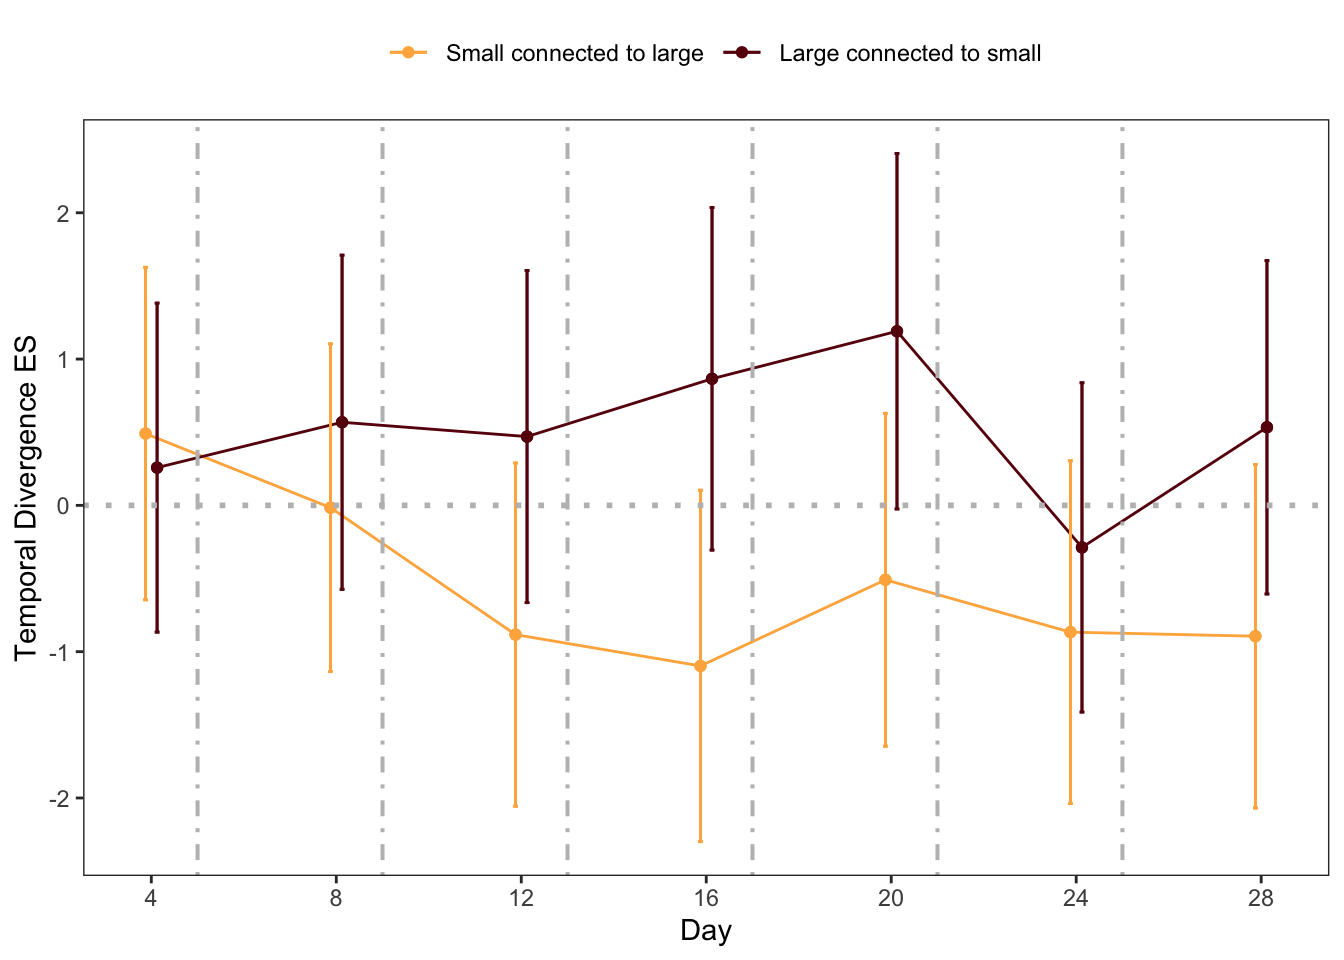 Small connected to large Large connected to small
Temporal Divergence ES
2
1
0
-1
-2
4 8 12 16 20 24 28
Day